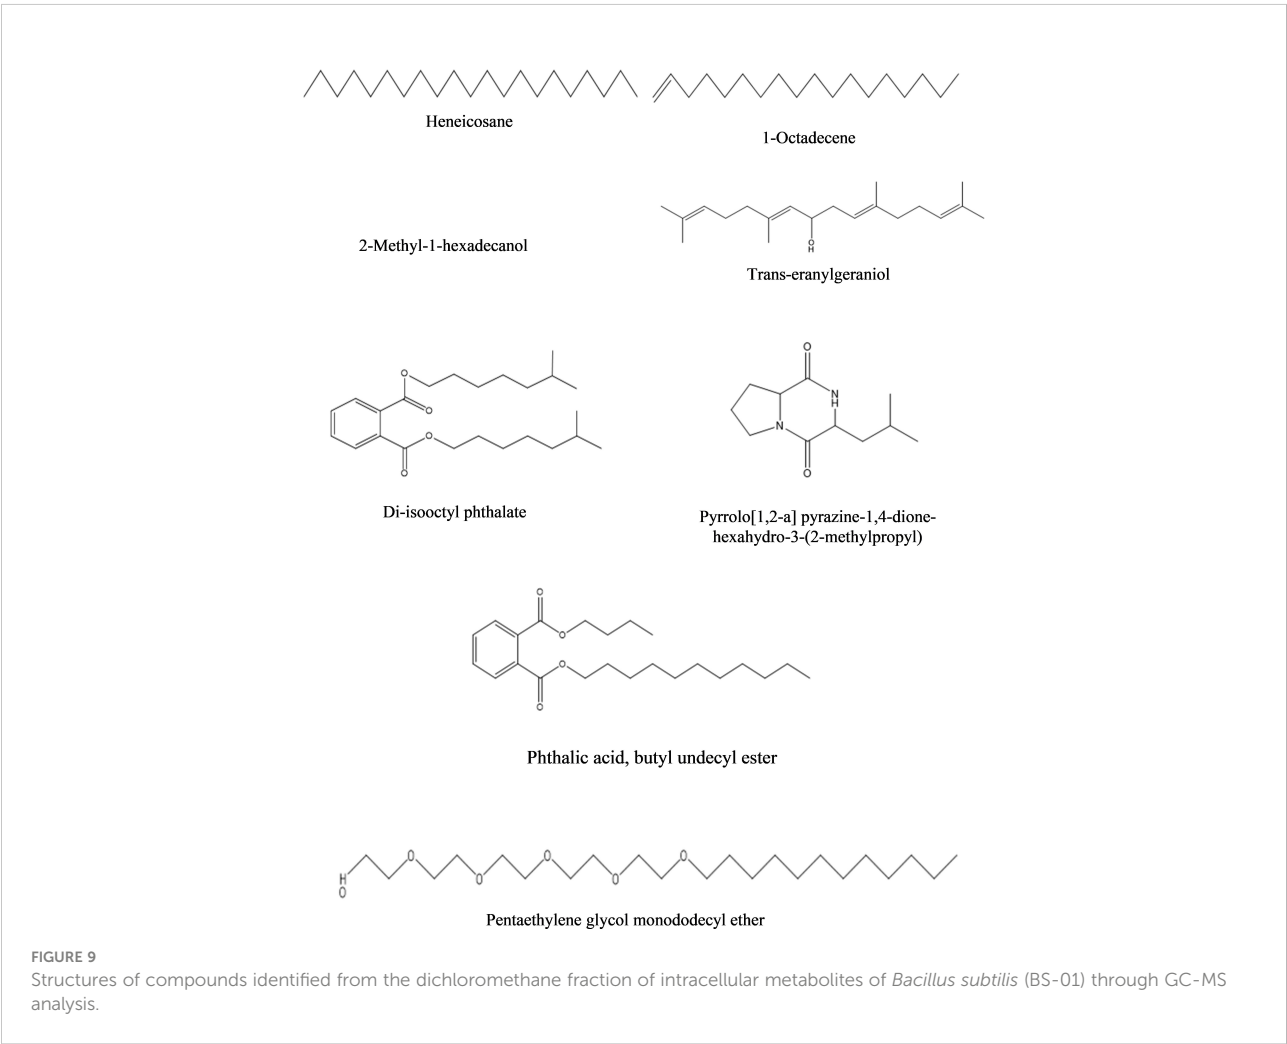 Heneicosane
1-Octadecene
2-Methyl-1-hexadecanol
O
H
Trans-eranylgeraniol
O
O
O
O
Di-isooctyl phthalate
O
N
H
N
O
Pyrrolo[1,2-a] pyrazine-1,4-dione-
hexahydro-3-(2-methylpropyl)
O
O
O
O
Phthalic acid, butyl undecyl ester
O
O
O
O
O
H
O
Pentaethylene glycol monododecyl ether
FIGURE 9
Structures of compounds identified from the dichloromethane fraction of intracellular metabolites of Bacillus subtilis (BS-01) through GC-MS
analysis.